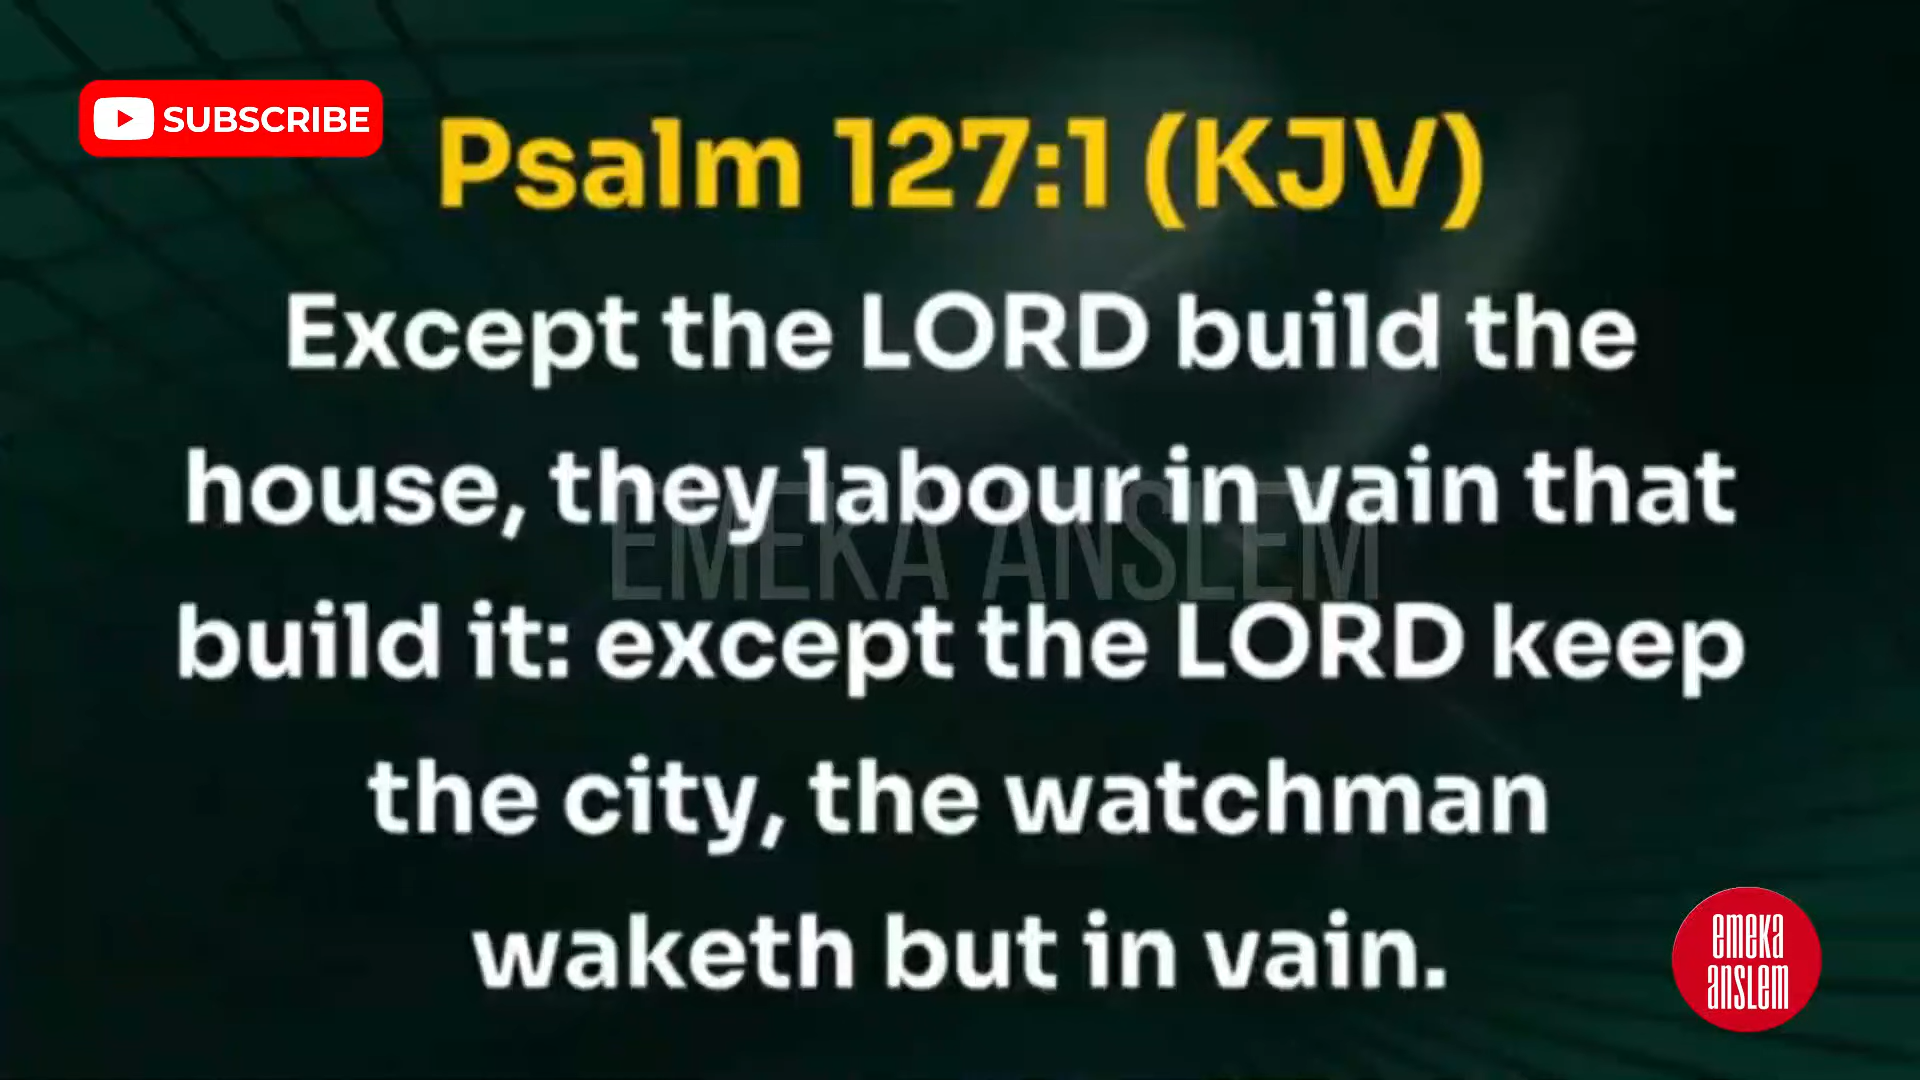 SUBSCRIBE
Psalm 127:1 (KJV)
Except the LORD build the
house, they labour in vain that
EMEKA ANSLEM
build it: except the LORD keep
the city, the watchman
waketh but in vain.
emeka
anslem